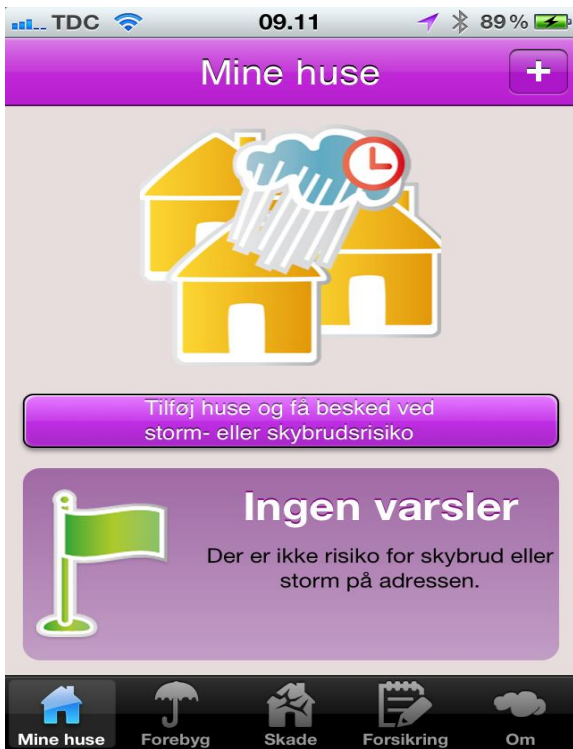 TDC 09.11 89%
Mine huse
+
Tilføj huse og få besked ved
storm- eller skybrudsrisiko
Ingen varsler
Der er ikke risiko for skybrud eller
storm på adressen.
Mine huse Forebyg Skade Forsikring Om